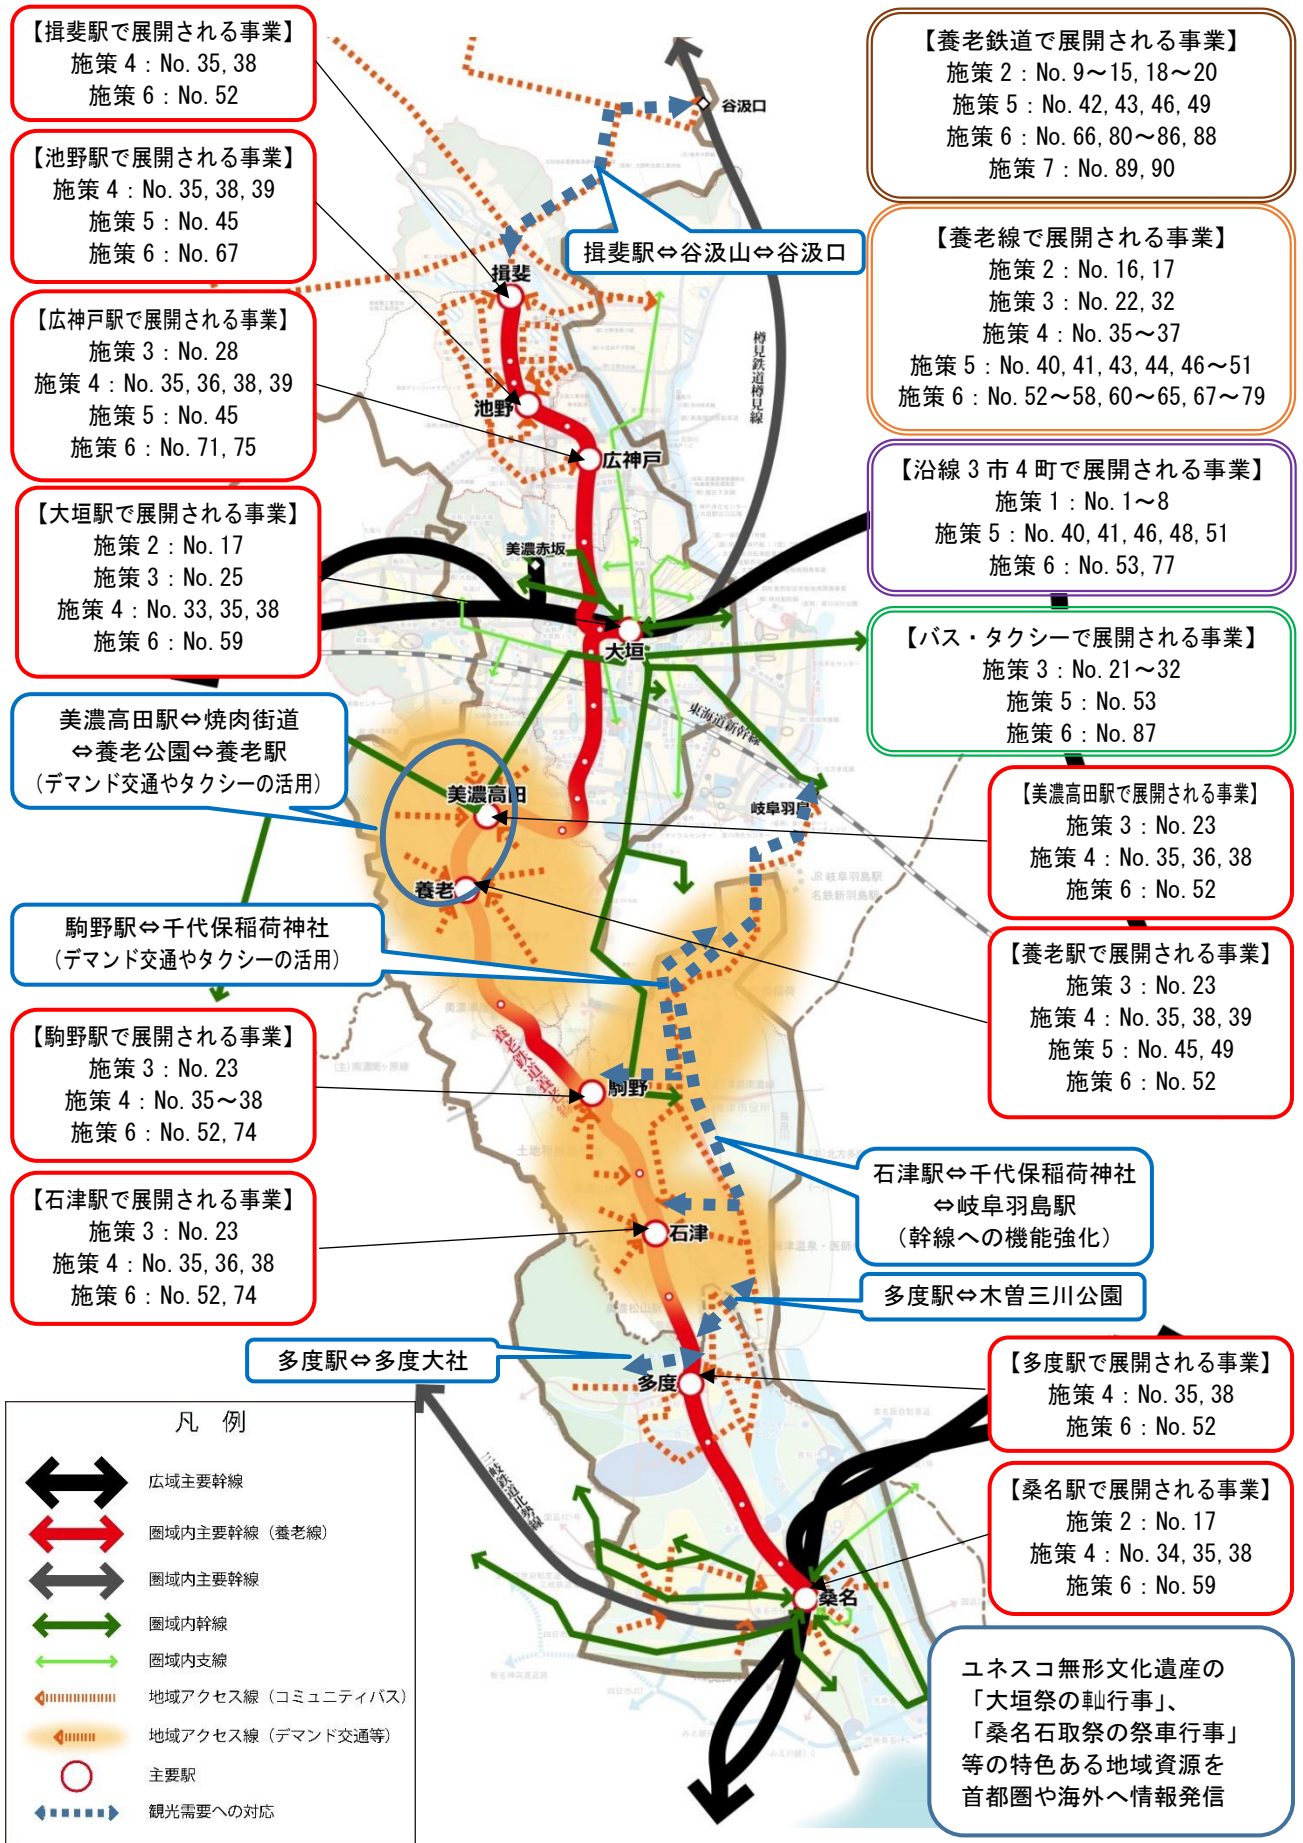 【揖斐駅で展開される事業】
施策 4：No. 35, 38
施策 6：No. 52
【池野駅で展開される事業】
施策 4：No. 35, 38, 39
施策 5：No. 45
施策 6：No. 67
【広神戸駅で展開される事業】
施策 3：No. 28
施策 4：No. 35, 36, 38, 39
施策 5：No. 45
施策 6：No. 71, 75
【大垣駅で展開される事業】
施策 2：No. 17
施策 3：No. 25
施策 4：No. 33, 35, 38
施策 6：No. 59
美濃高田駅⇔焼肉街道
⇔養老公園⇔養老駅
（デマンド交通やタクシーの活用）
駒野駅⇔千代保稲荷神社
（デマンド交通やタクシーの活用）
【駒野駅で展開される事業】
施策 3：No. 23
施策 4：No. 35～38
施策 6：No. 52, 74
【石津駅で展開される事業】
施策 3：No. 23
施策 4：No. 35, 36, 38
施策 6：No. 52, 74
多度駅⇔多度大社
【養老鉄道で展開される事業】
施策 2：No. 9～15, 18～20
施策 5：No. 42, 43, 46, 49
施策 6：No. 66, 80～86, 88
施策 7：No. 89, 90
【養老線で展開される事業】
施策 2：No. 16, 17
施策 3：No. 22, 32
施策 4：No. 35～37
施策 5：No. 40, 41, 43, 44, 46～51
施策 6：No. 52～58, 60～65, 67～79
【沿線 3 市 4 町で展開される事業】
施策 1：No. 1～8
施策 5：No. 40, 41, 46, 48, 51
施策 6：No. 53, 77
【バス・タクシーで展開される事業】
施策 3：No. 21～32
施策 5：No. 53
施策 6：No. 87
【美濃高田駅で展開される事業】
施策 3：No. 23
施策 4：No. 35, 36, 38
施策 6：No. 52
【養老駅で展開される事業】
施策 3：No. 23
施策 4：No. 35, 38, 39
施策 5：No. 45, 49
施策 6：No. 52
石津駅⇔千代保稲荷神社
⇔岐阜羽島駅
（幹線への機能強化）
多度駅⇔木曽三川公園
【多度駅で展開される事業】
施策 4：No. 35, 38
施策 6：No. 52
【桑名駅で展開される事業】
施策 2：No. 17
施策 4：No. 34, 35, 38
施策 6：No. 59
ユネスコ無形文化遺産の
「大垣祭の軕行事」、
「桑名石取祭の祭車行事」
等の特色ある地域資源を
首都圏や海外へ情報発信
揖斐駅⇔谷汲山⇔谷汲口
谷汲口
揖斐
樽見鉄道樽見線
池野
広神戸
美濃赤坂
大垣
東海道新幹線
美濃高田
岐阜羽島
JR 岐阜羽島駅
名鉄新羽島駅
養老
養老鉄道養老線
駒野
石津
多度
三岐鉄道北勢線
桑名
凡 例
広域主要幹線
圏域内主要幹線（養老線）
圏域内主要幹線
圏域内幹線
圏域内支線
地域アクセス線（コミュニティバス）
地域アクセス線（デマンド交通等）
主要駅
観光需要への対応